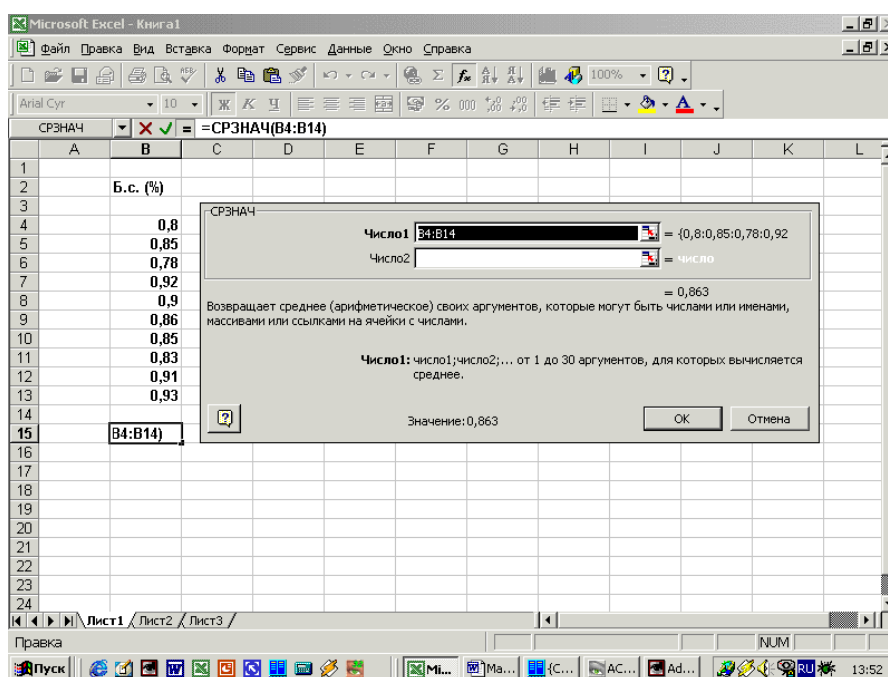 Microsoft Excel - Книга1
Файл Правка Вид Вставка Формат Сервис Данные Окно Справка
100%
Arial Cyr 10 Ж К Ч % 000
СРЗНАЧ = =СРЗНАЧ(B4:B14)
A B C D E F G H I J K L
1
2 Б.с. (%)
3
4 0,8
5 0,85
6 0,78
7 0,92
8 0,9
9 0,86
10 0,85
11 0,83
12 0,91
13 0,93
14
15 B4:B14)
16
17
18
19
20
21
22
23
24
СРЗНАЧ
Число1 B4:B14 = {0,8:0,85:0,78:0,92
Число2 = число
= 0,863
Возвращает среднее (арифметическое) своих аргументов, которые могут быть числами или именами,
массивами или ссылками на ячейки с числами.
Число1: число1;число2;... от 1 до 30 аргументов, для которых вычисляется
среднее.
Значение:0,863 ОК Отмена
Лист1 Лист2 Лист3
Правка NUM
Пуск Mi... Ma... {С... AC... Ad... RU 13:52